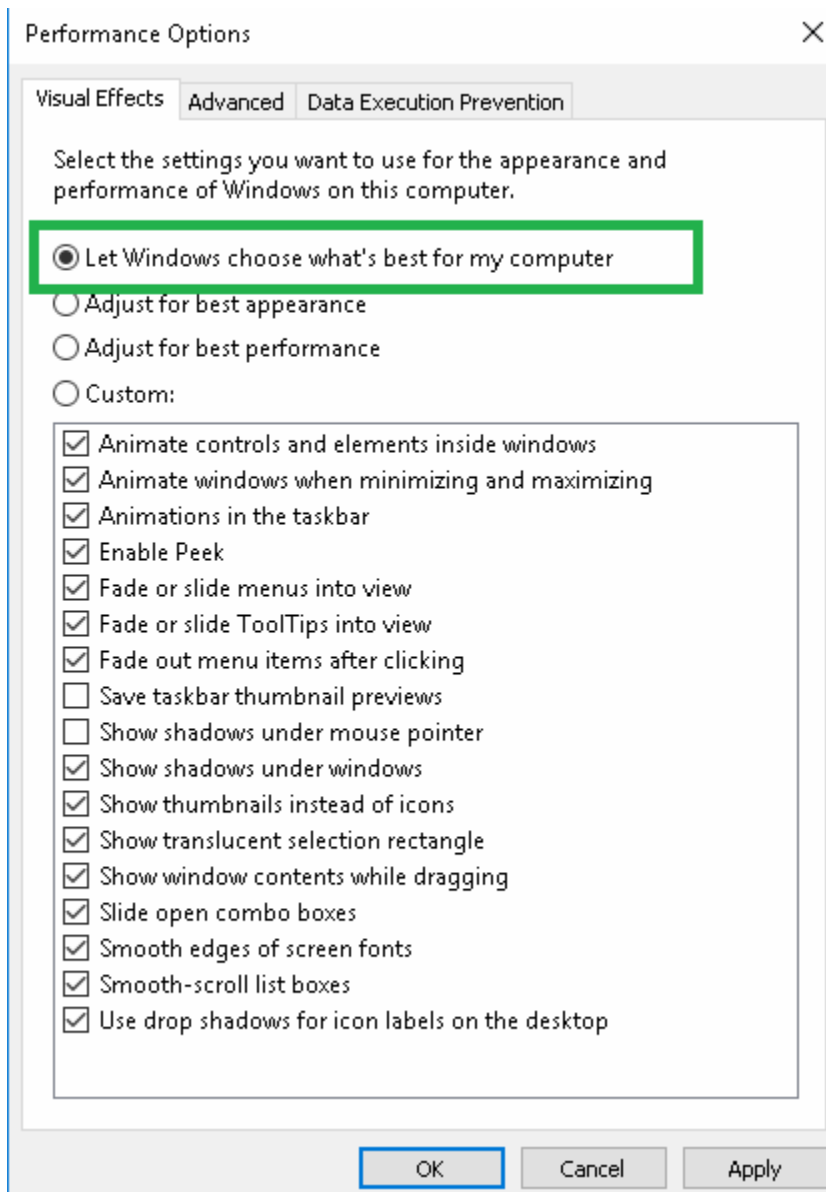 Performance Options
Visual Effects
Advanced
Data Execution Prevention
Select the settings you want to use for the appearance and
performance of Windows on this computer.
Let Windows choose what's best for my computer
Adjust for best appearance
Adjust for best performance
Custom:
Animate controls and elements inside windows
Animate windows when minimizing and maximizing
Animations in the taskbar
Enable Peek
Fade or slide menus into view
Fade or slide ToolTips into view
Fade out menu items after clicking
Save taskbar thumbnail previews
Show shadows under mouse pointer
Show shadows under windows
Show thumbnails instead of icons
Show translucent selection rectangle
Show window contents while dragging
Slide open combo boxes
Smooth edges of screen fonts
Smooth-scroll list boxes
Use drop shadows for icon labels on the desktop
OK
Cancel
Apply